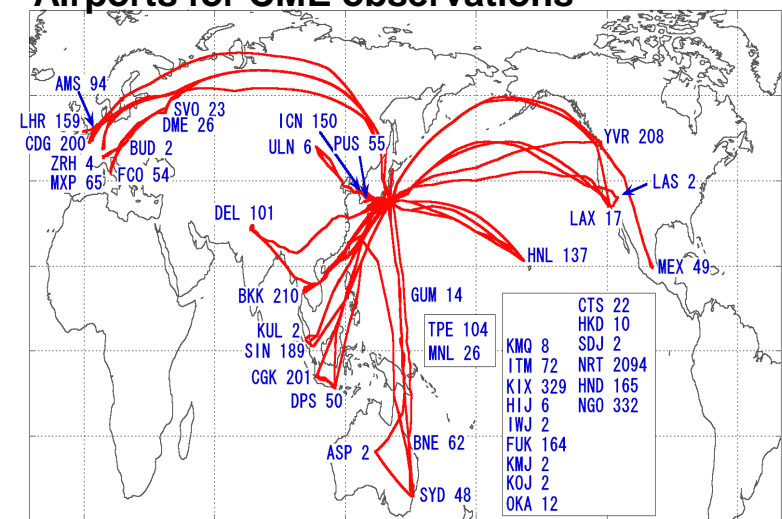 Airports for CME observations
AMS 94
LHR 159
CDG 200
ZRH 4
MXP 65
SVO 23
DME 26
BUD 2
FCO 54
ICN 150
PUS 55
ULN 6
YVR 208
LAS 2
LAX 17
DEL 101
HNL 137
MEX 49
BKK 210
GUM 14
KUL 2
SIN 189
CGK 201
DPS 50
TPE 104
MNL 26
ASP 2
BNE 62
SYD 48
CTS 22
HKD 10
KMQ 8 SDJ 2
ITM 72 NRT 2094
KIX 329 HND 165
HIJ 6 NGO 332
IWJ 2
FUK 164
KMJ 2
KOJ 2
OKA 12